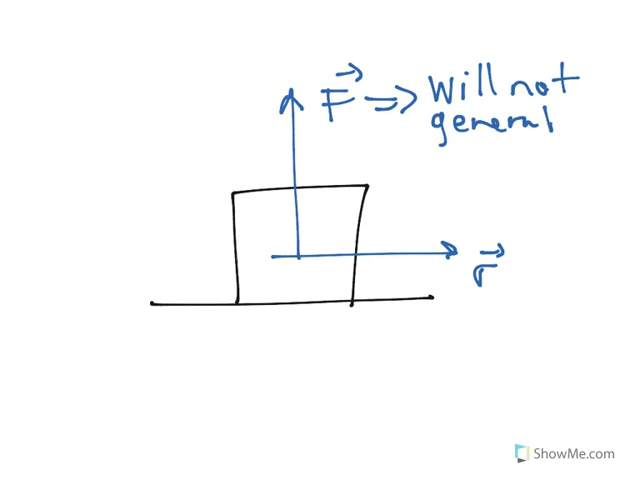 F⃗ => Will not
general
r⃗
ShowMe.com